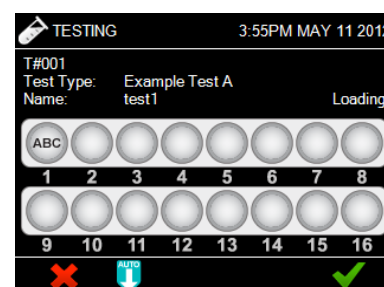 TESTING 3:55PM MAY 11 2012
T#001
Test Type: Example Test A
Name: test1 Loading
ABC
1 2 3 4 5 6 7 8
9 10 11 12 13 14 15 16
AUTO